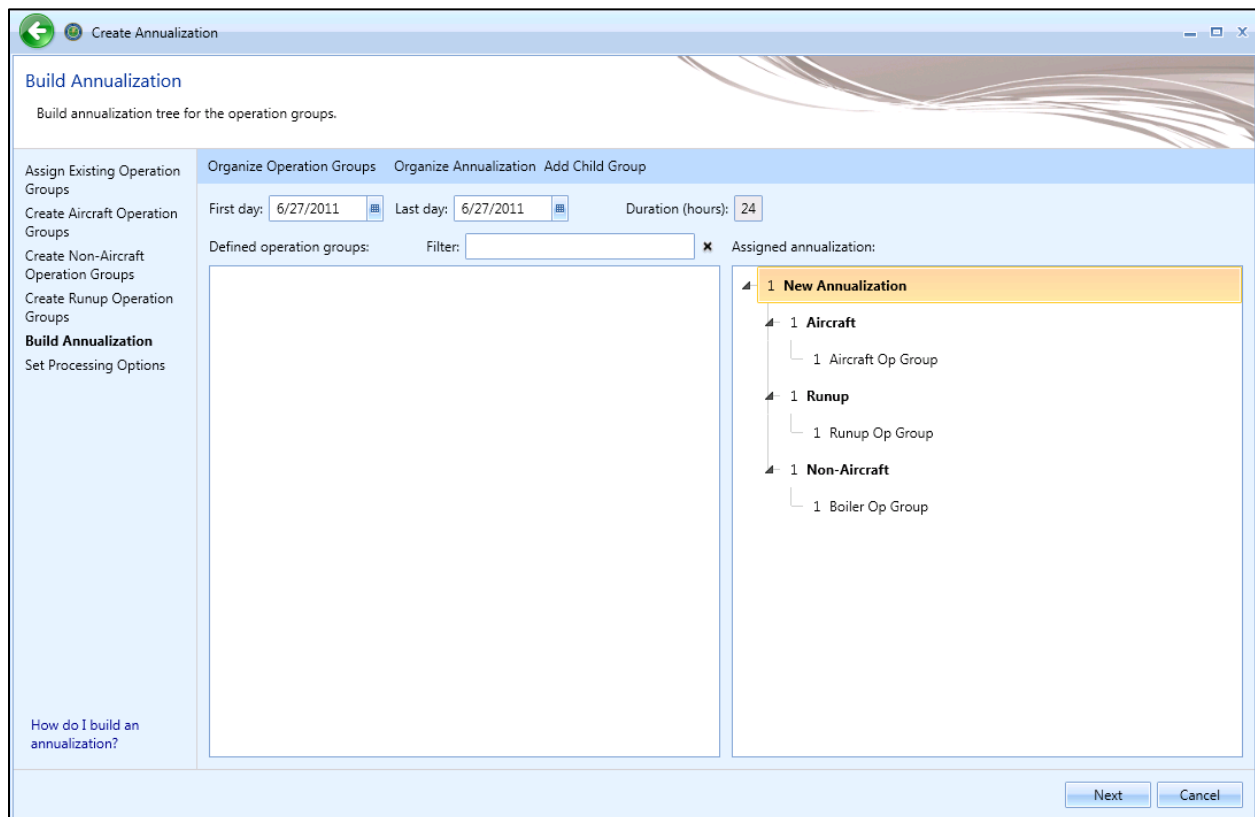 Create Annualization
Build Annualization
Build annualization tree for the operation groups.
Assign Existing Operation
Groups
Create Aircraft Operation
Groups
Create Non-Aircraft
Operation Groups
Create Runup Operation
Groups
Build Annualization
Set Processing Options
How do I build an
annualization?
Organize Operation Groups Organize Annualization Add Child Group
First day: 6/27/2011 Last day: 6/27/2011 Duration (hours): 24
Defined operation groups: Filter: Assigned annualization:
1 New Annualization
1 Aircraft
1 Aircraft Op Group
1 Runup
1 Runup Op Group
1 Non-Aircraft
1 Boiler Op Group
Next Cancel